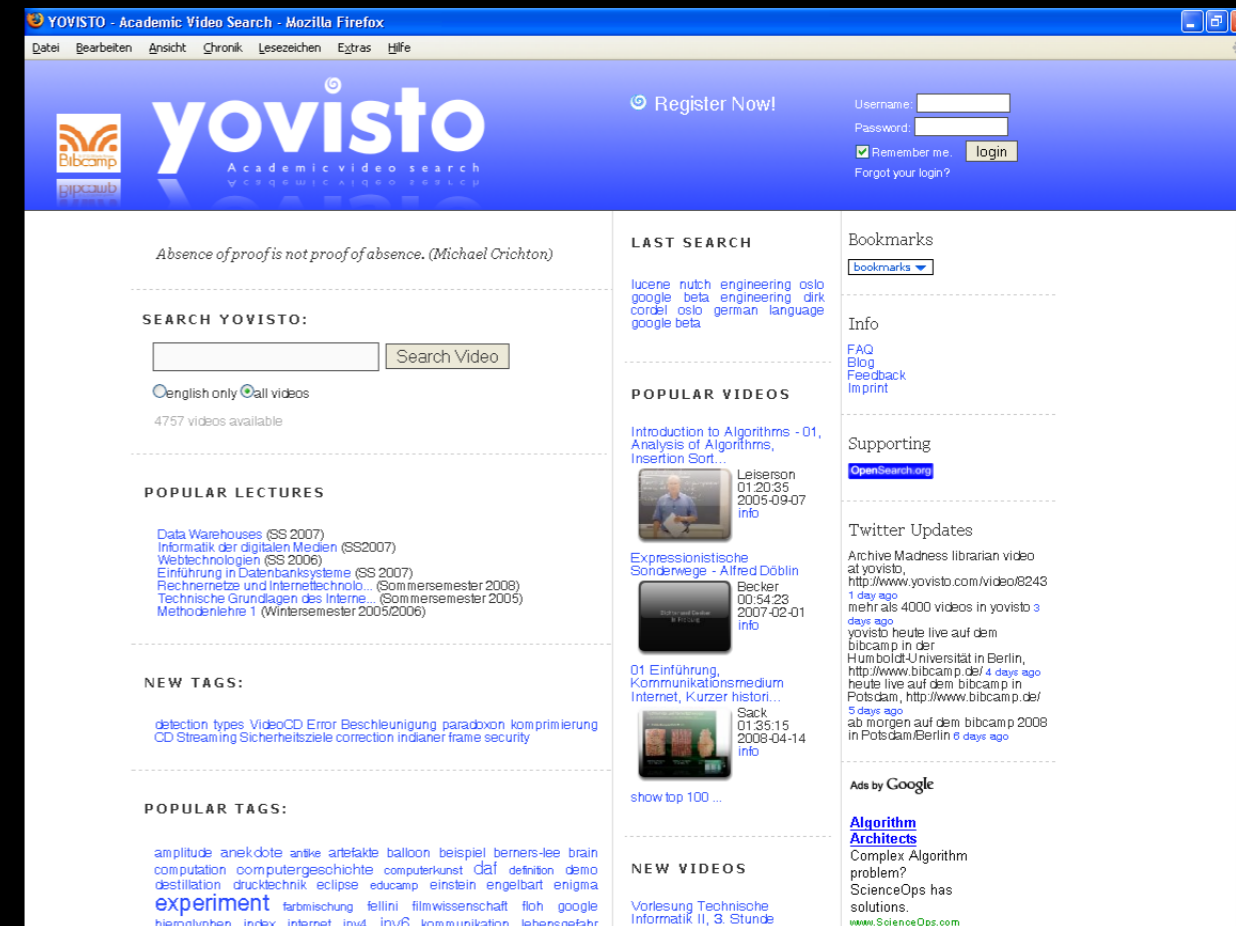 YOVISTO - Academic Video Search - Mozilla Firefox
Datei Bearbeiten Ansicht Chronik Lesezeichen Extras Hilfe
Bibcamp
yovisto
Academic video search
Register Now!
Username:
Password:
Remember me. login
Forgot your login?
Absence of proof is not proof of absence. (Michael Crichton)
SEARCH YOVISTO:
Search Video
english only all videos
4757 videos available
POPULAR LECTURES
Data Warehouses (SS 2007)
Informatik der digitalen Medien (SS2007)
Webtechnologien (SS 2006)
Einführung in Datenbanksysteme (SS 2007)
Rechnernetze und Internettechnolo... (Sommersemester 2008)
Technische Grundlagen des Interne... (Sommersemester 2005)
Methodenlehre 1 (Wintersemester 2005/2006)
NEW TAGS:
detection types VideoCD Error Beschleunigung paradoxon komprimierung
CD Streaming Sicherheitsziele correction indianer frame security
POPULAR TAGS:
amplitude anekdote antike artefakte balloon beispiel berners-lee brain
computation computergeschichte computerkunst daf definition demo
destillation drucktechnik eclipse educamp einstein engelbart enigma
experiment farbmischung fellini filmwissenschaft floh google
hieroglyphen index internet ipv4 ipv6 kommunikation lebensgefahr
LAST SEARCH
lucene nutch engineering oslo
google beta engineering dirk
cordel oslo german language
google beta
POPULAR VIDEOS
Introduction to Algorithms - 01,
Analysis of Algorithms,
Insertion Sort...
Leiserson
01:20:35
2005-09-07
info
Expressionistische
Sonderwege - Alfred Döblin
Becker
00:54:23
2007-02-01
info
01 Einführung,
Kommunikationsmedium
Internet, Kurzer histori...
Sack
01:35:15
2008-04-14
info
show top 100 ...
NEW VIDEOS
Vorlesung Technische
Informatik II, 3. Stunde
Bookmarks
bookmarks
Info
FAQ
Blog
Feedback
Imprint
Supporting
OpenSearch.org
Twitter Updates
Archive Madness librarian video
at yovisto,
http://www.yovisto.com/video/8243
1 day ago
mehr als 4000 videos in yovisto 3
days ago
yovisto heute live auf dem
bibcamp in der
Humboldt-Universität in Berlin,
http://www.bibcamp.de/ 4 days ago
heute live auf dem bibcamp in
Potsdam, http://www.bibcamp.de/
5 days ago
ab morgen auf dem bibcamp 2008
in Potsdam/Berlin 6 days ago
Ads by Google
Algorithm
Architects
Complex Algorithm
problem?
ScienceOps has
solutions.
www.ScienceOps.com